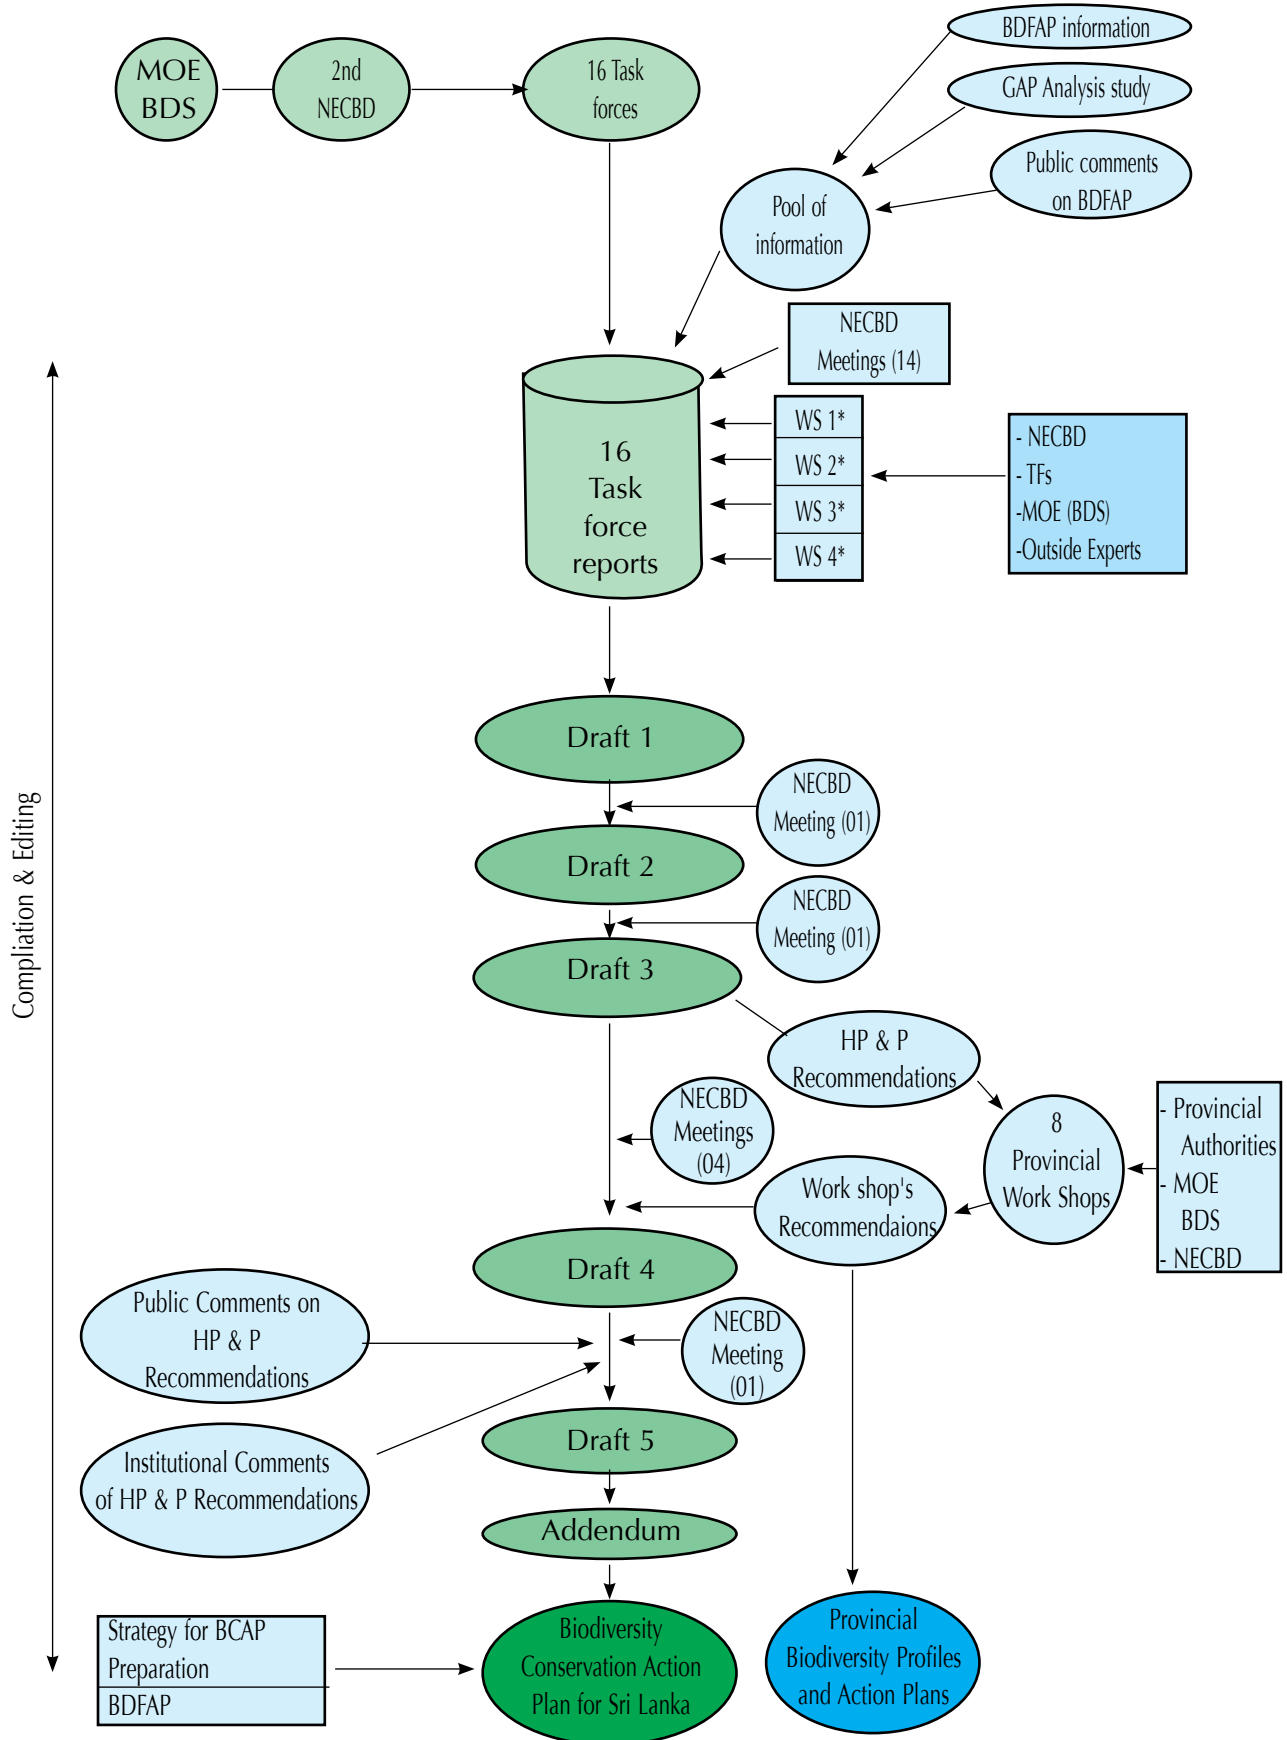 MOE
BDS
2nd
NECBD
16 Task
forces
BDFAP information
GAP Analysis study
Public comments
on BDFAP
Pool of
information
NECBD
Meetings (14)
WS 1*
WS 2*
WS 3*
WS 4*
- NECBD
- TFs
-MOE (BDS)
-Outside Experts
16
Task
force
reports
Compliation & Editing
Draft 1
NECBD
Meeting (01)
Draft 2
NECBD
Meeting (01)
Draft 3
HP & P
Recommendations
NECBD
Meetings
(04)
8
Provincial
Work Shops
- Provincial
Authorities
- MOE
BDS
- NECBD
Work shop's
Recommendaions
Draft 4
Public Comments on
HP & P
Recommendations
NECBD
Meeting
(01)
Draft 5
Institutional Comments
of HP & P Recommendations
Addendum
Strategy for BCAP
Preparation
BDFAP
Biodiversity
Conservation Action
Plan for Sri Lanka
Provincial
Biodiversity Profiles
and Action Plans